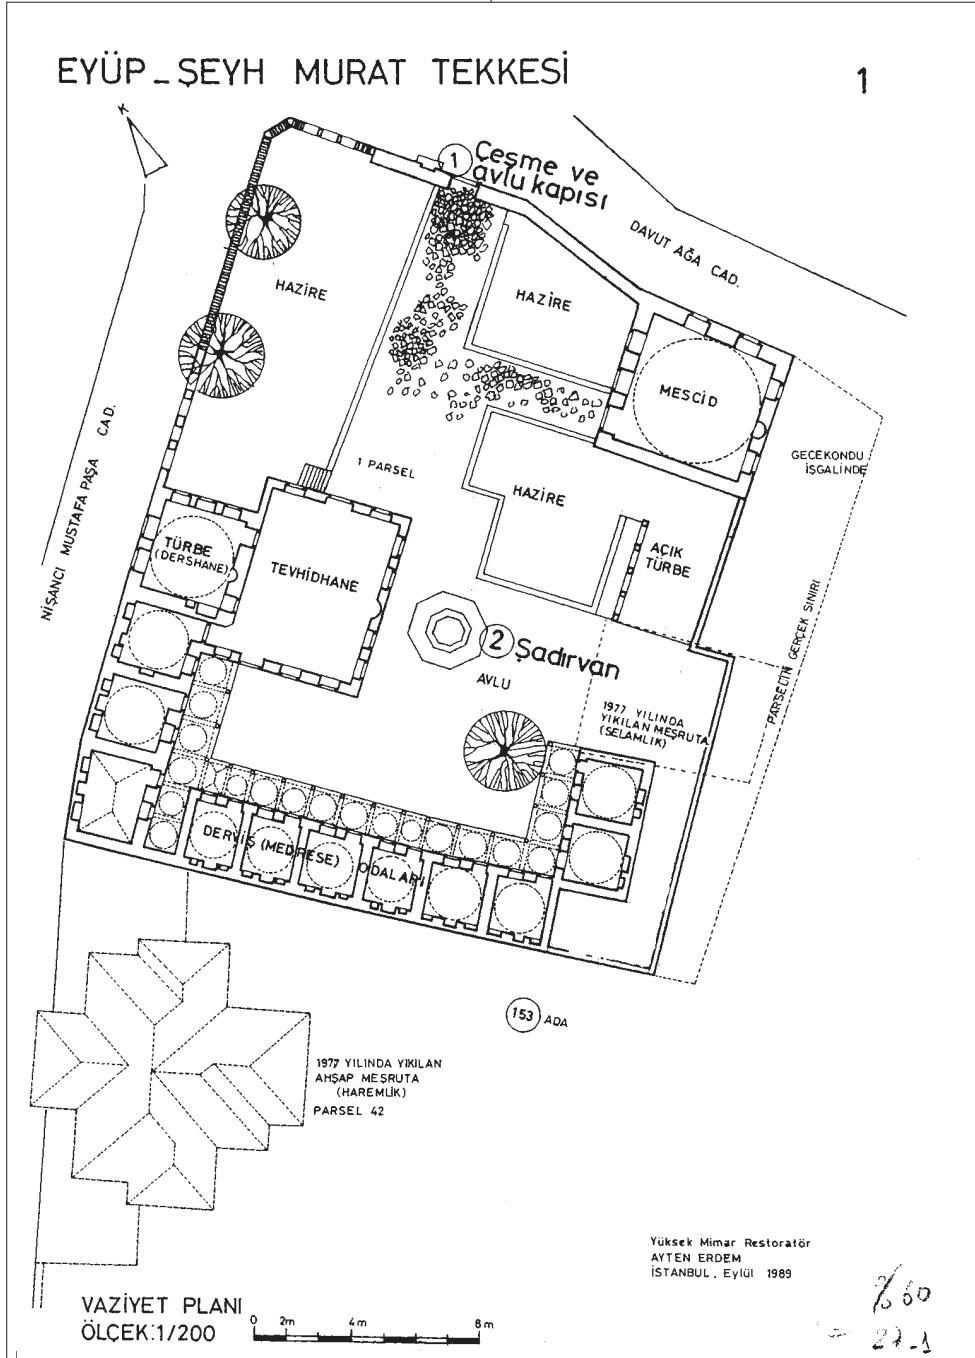 EYÜP_ŞEYH MURAT TEKKESİ
1
K
1 Çeşme ve
avlu kapısı
DAVUT AĞA CAD.
HAZİRE
HAZİRE
MESCİD
NİŞANCI MUSTAFA PAŞA CAD.
GECEKONDU
İŞGALİNDE
1 PARSEL
HAZİRE
TÜRBE
(DERSHANE)
TEVHİDHANE
AÇIK
TÜRBE
PARSELİN GERÇEK SINIRI
2 Şadırvan
AVLU
1977 YILINDA
YIKILAN MEŞRUTA
(SELAMLIK)
DERVİŞ (MEDRESE)
ODALARI
153 ADA
1977 YILINDA YIKILAN
AHŞAP MEŞRUTA
(HAREMLİK)
PARSEL 42
Yüksek Mimar Restoratör
AYTEN ERDEM
İSTANBUL, Eylül 1989
VAZİYET PLANI
ÖLÇEK:1/200
0 2m 4m 8m
% 60
27-1